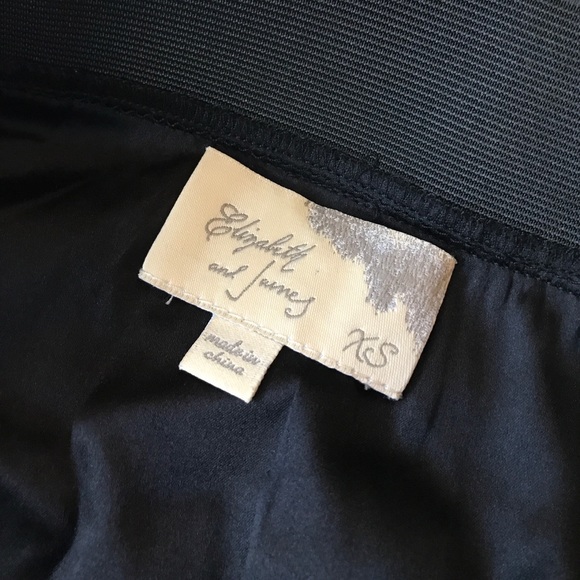 Elizabeth
and James
XS
made in
china